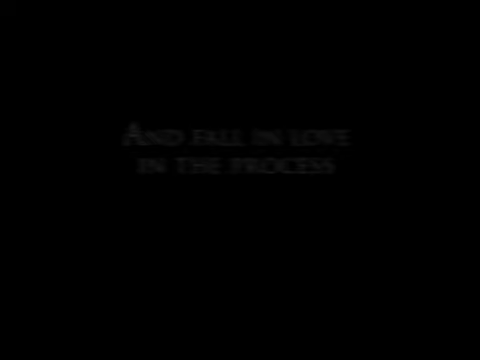 And fall in love
in the process